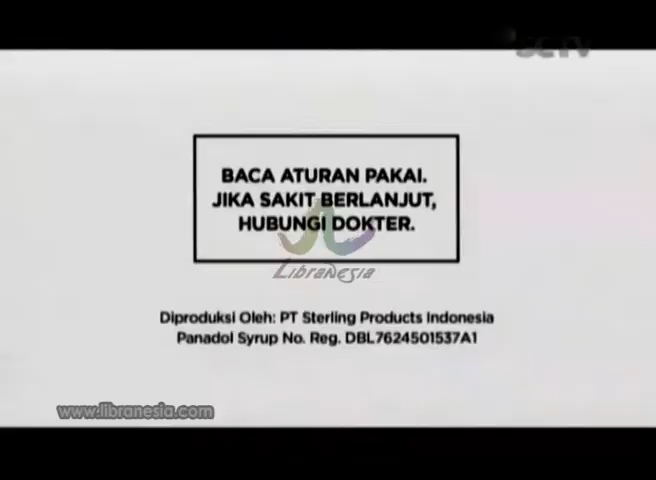 SCTV
BACA ATURAN PAKAI.
JIKA SAKIT BERLANJUT,
HUBUNGI DOKTER.
Libranesia
Diproduksi Oleh: PT Sterling Products Indonesia
Panadol Syrup No. Reg. DBL7624501537A1
www.libranesia.com